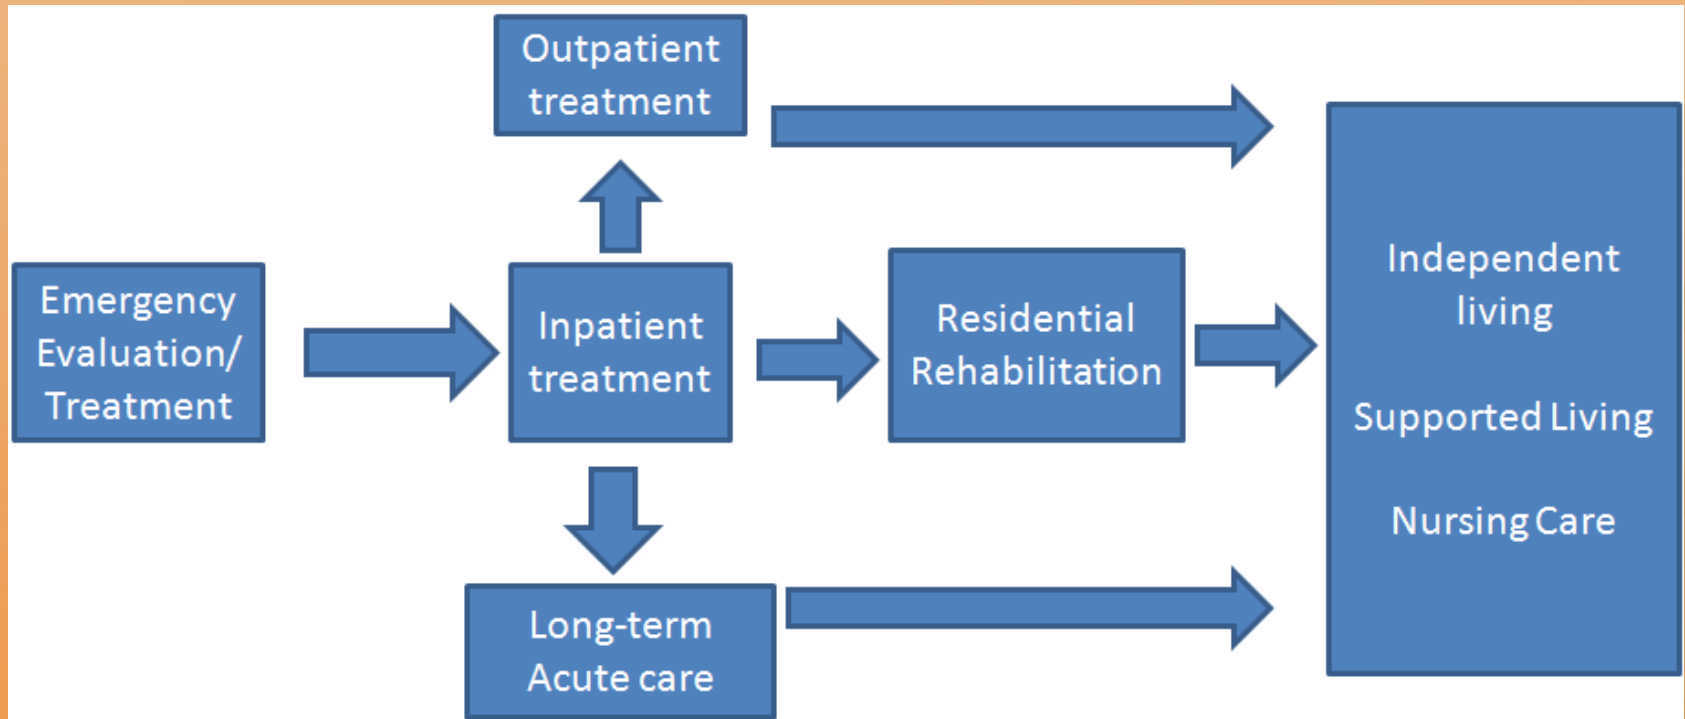 Outpatient
treatment
Emergency
Evaluation/
Treatment
Inpatient
treatment
Residential
Rehabilitation
Independent
living
Supported Living
Nursing Care
Long-term
Acute care